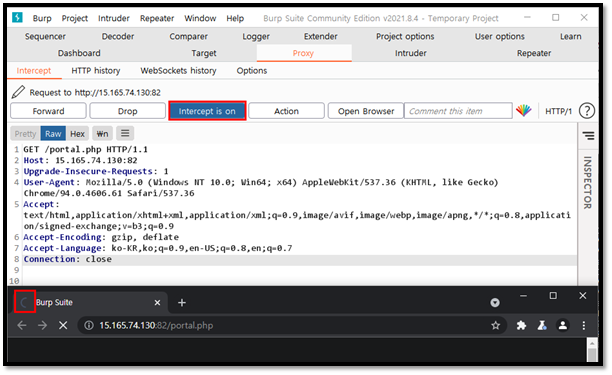 Burp Project Intruder Repeater Window Help Burp Suite Community Edition v2021.8.4 - Temporary Project
Sequencer Decoder Comparer Logger Extender Project options User options Learn
Dashboard Target Proxy Intruder Repeater
Intercept HTTP history WebSockets history Options
Request to http://15.165.74.130:82
Forward Drop Intercept is on Action Open Browser Comment this item HTTP/1 ?
Pretty Raw Hex \n
1 GET /portal.php HTTP/1.1
2 Host: 15.165.74.130:82
3 Upgrade-Insecure-Requests: 1
4 User-Agent: Mozilla/5.0 (Windows NT 10.0; Win64; x64) AppleWebKit/537.36 (KHTML, like Gecko)
Chrome/94.0.4606.61 Safari/537.36
5 Accept:
text/html,application/xhtml+xml,application/xml;q=0.9,image/avif,image/webp,image/apng,*/*;q=0.8,applicati
on/signed-exchange;v=b3;q=0.9
6 Accept-Encoding: gzip, deflate
7 Accept-Language: ko-KR,ko;q=0.9,en-US;q=0.8,en;q=0.7
8 Connection: close
9
10
INSPECTOR
Burp Suite
15.165.74.130:82/portal.php